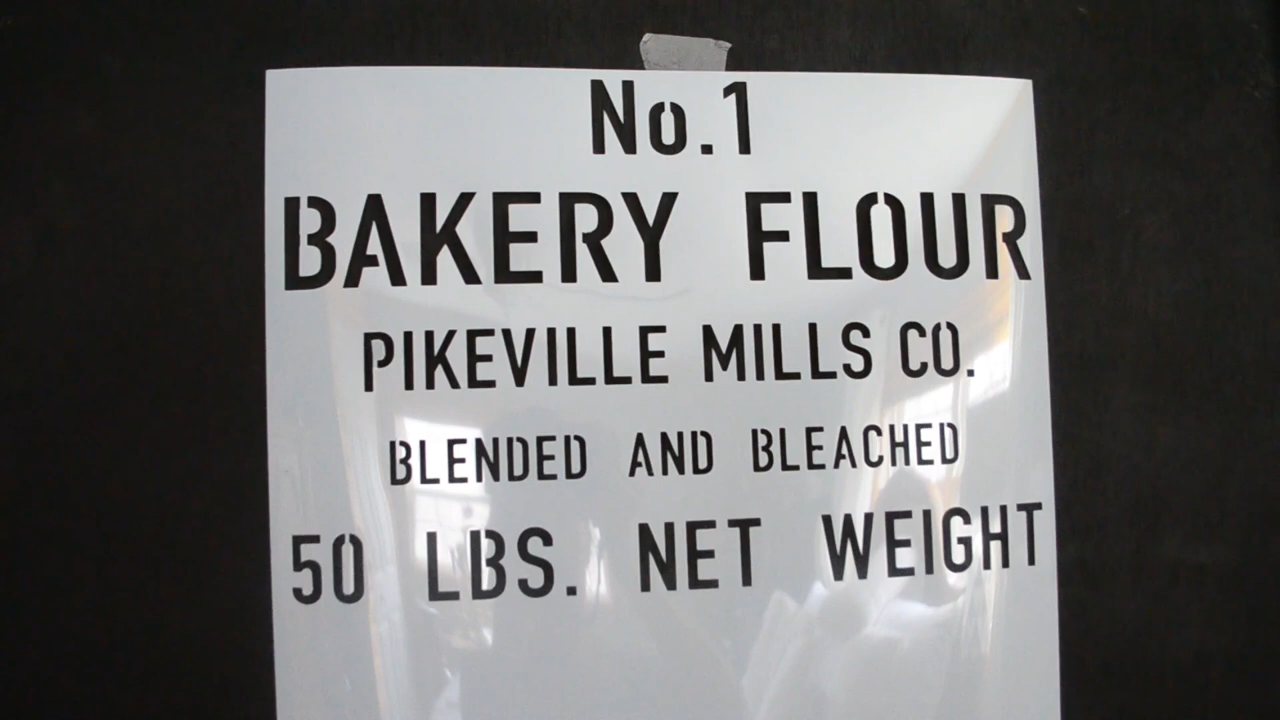 No.1
BAKERY FLOUR
PIKEVILLE MILLS CO.
BLENDED AND BLEACHED
50 LBS. NET WEIGHT